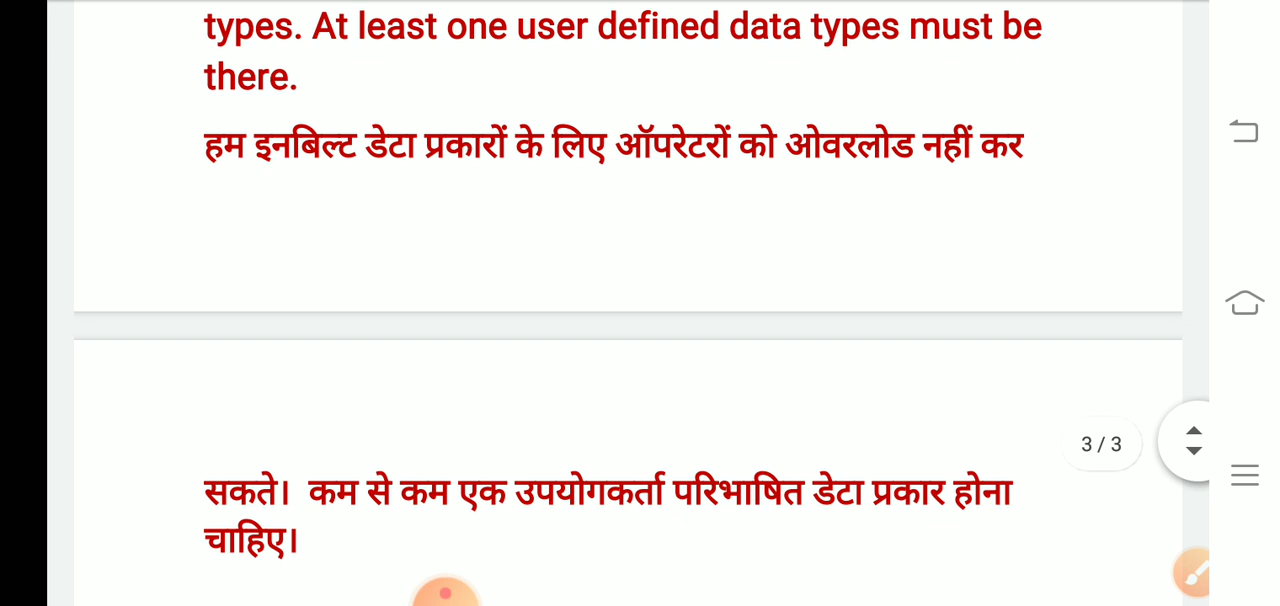 types. At least one user defined data types must be
there.
हम इनबिल्ट डेटा प्रकारों के लिए ऑपरेटरों को ओवरलोड नहीं कर
3 / 3
सकते। कम से कम एक उपयोगकर्ता परिभाषित डेटा प्रकार होना
चाहिए।